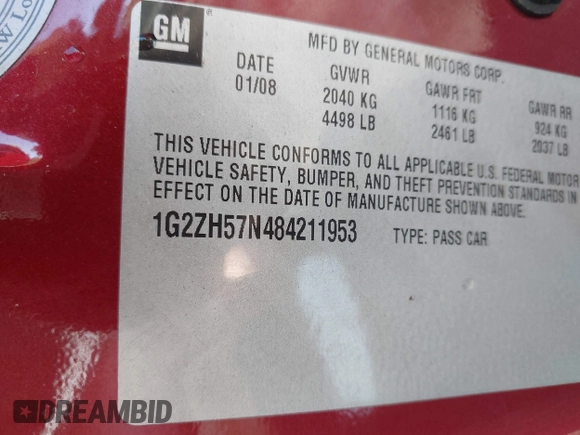 W Lo
GM
MFD BY GENERAL MOTORS CORP.
DATE GVWR GAWR FRT GAWR RR
01/08 2040 KG 1116 KG 924 KG
4498 LB 2461 LB 2037 LB
THIS VEHICLE CONFORMS TO ALL APPLICABLE U.S. FEDERAL MOTOR
VEHICLE SAFETY, BUMPER, AND THEFT PREVENTION STANDARDS IN
EFFECT ON THE DATE OF MANUFACTURE SHOWN ABOVE.
1G2ZH57N484211953 TYPE: PASS CAR
DREAMBID